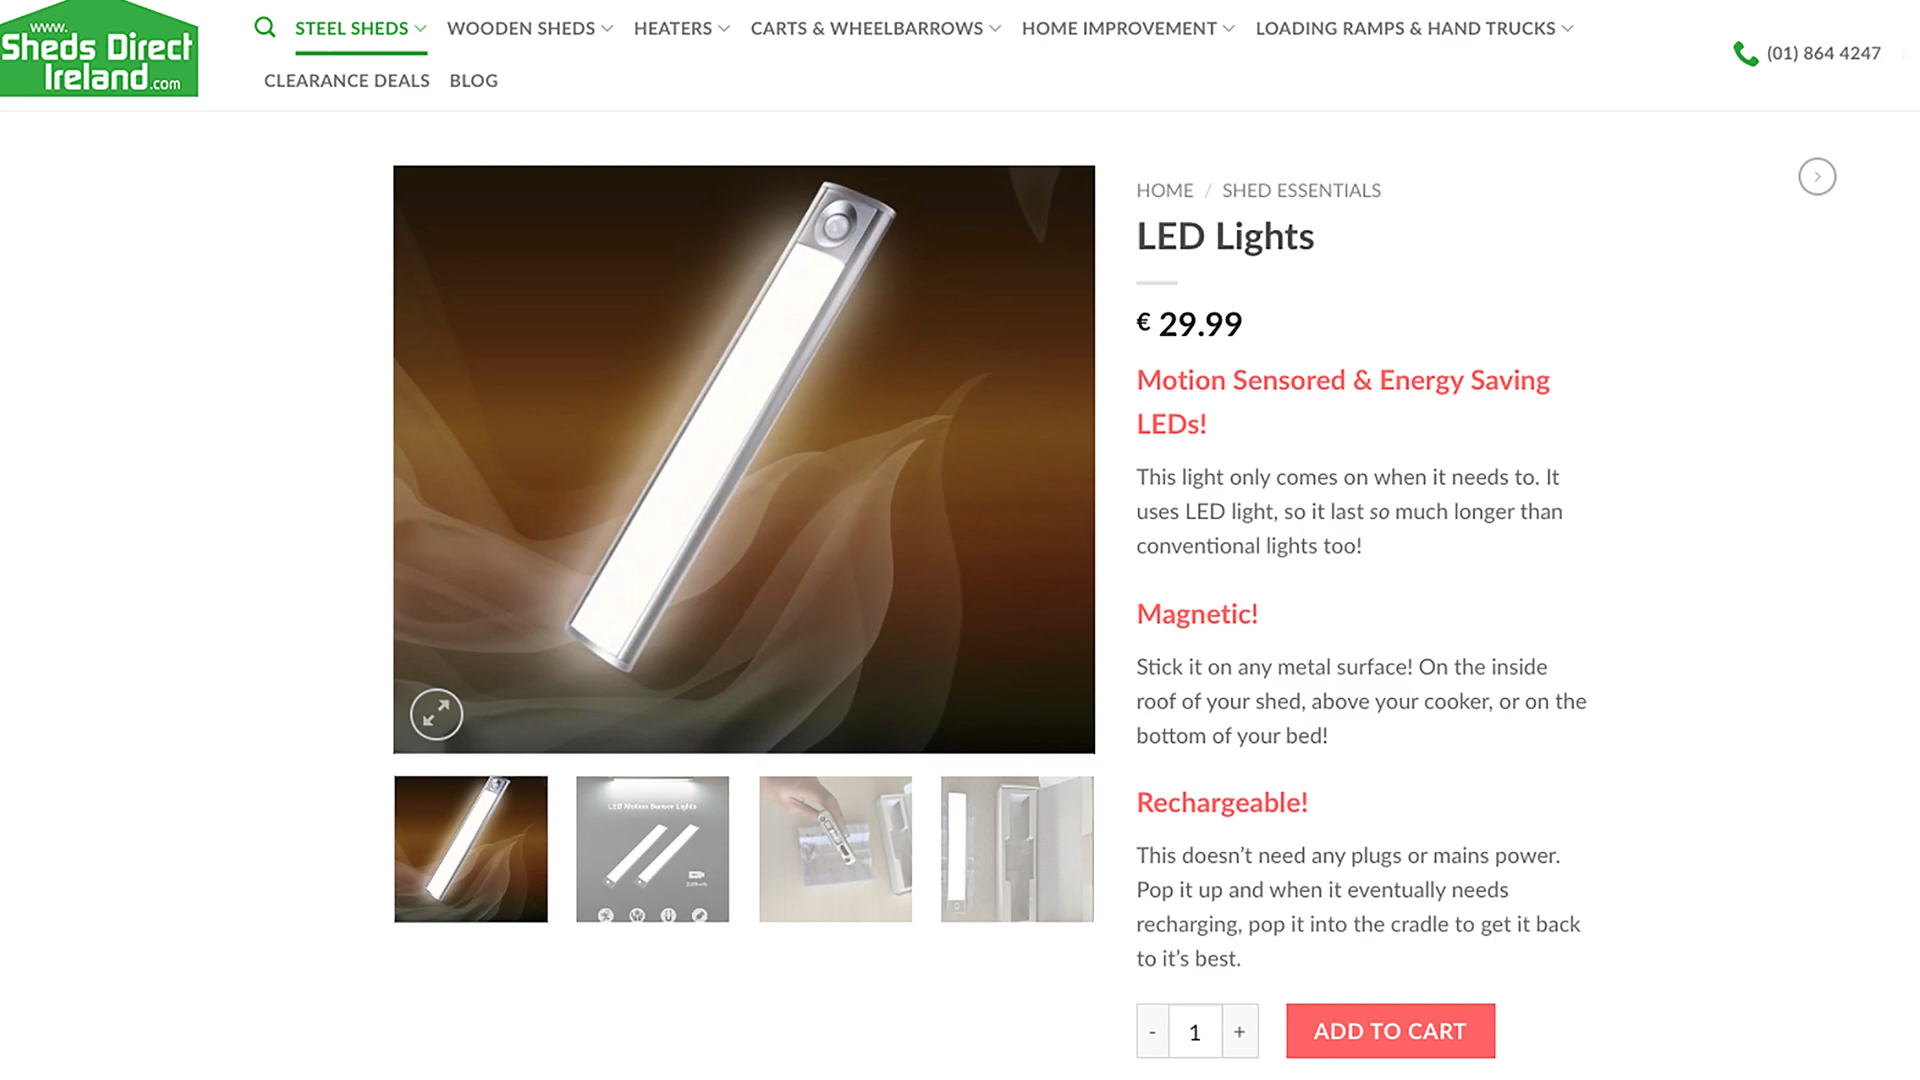 www.
Sheds Direct
Ireland.com
STEEL SHEDS
WOODEN SHEDS
HEATERS
CARTS & WHEELBARROWS
HOME IMPROVEMENT
LOADING RAMPS & HAND TRUCKS
CLEARANCE DEALS
BLOG
(01) 864 4247
HOME / SHED ESSENTIALS
LED Lights
€ 29.99
Motion Sensored & Energy Saving
LEDs!
This light only comes on when it needs to. It
uses LED light, so it last so much longer than
conventional lights too!
Magnetic!
Stick it on any metal surface! On the inside
roof of your shed, above your cooker, or on the
bottom of your bed!
Rechargeable!
This doesn’t need any plugs or mains power.
Pop it up and when it eventually needs
recharging, pop it into the cradle to get it back
to it’s best.
- 1 +
ADD TO CART
LED Motion Sensor Lights